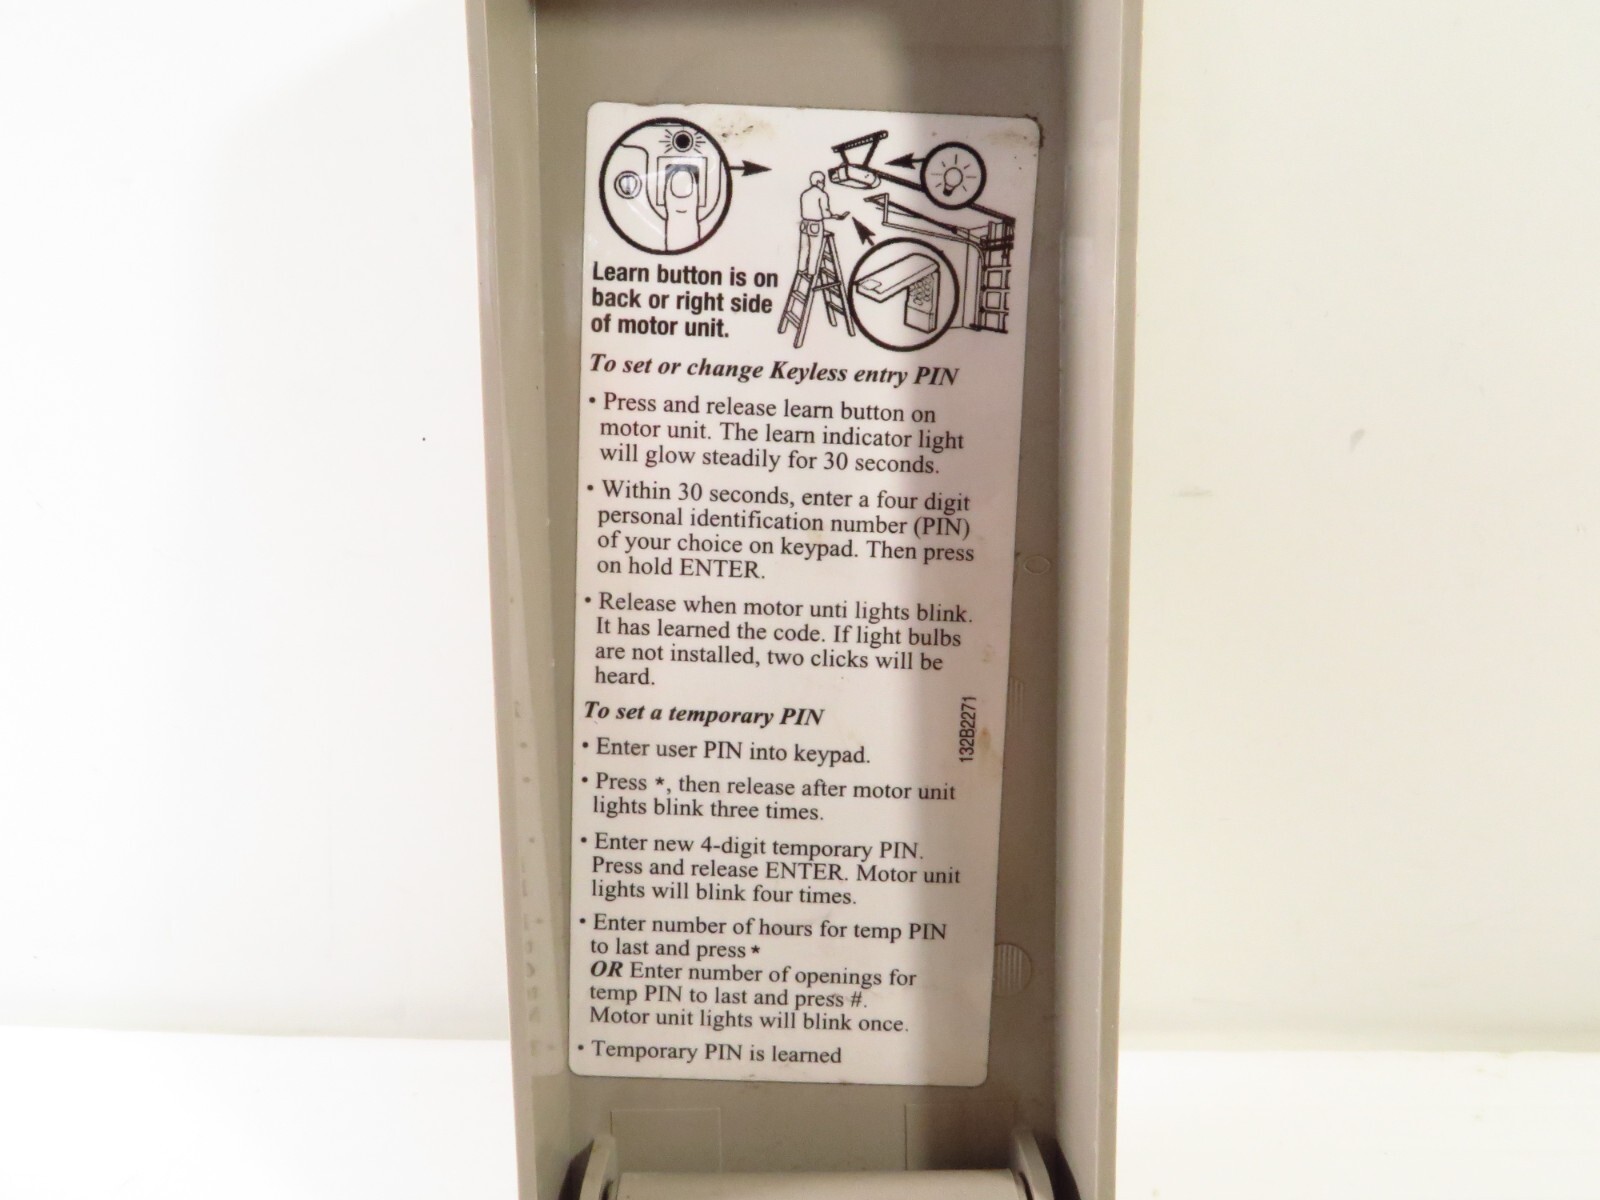 Learn button is on
back or right side
of motor unit.
To set or change Keyless entry PIN
• Press and release learn button on
motor unit. The learn indicator light
will glow steadily for 30 seconds.
• Within 30 seconds, enter a four digit
personal identification number (PIN)
of your choice on keypad. Then press
on hold ENTER.
• Release when motor unti lights blink.
It has learned the code. If light bulbs
are not installed, two clicks will be
heard.
To set a temporary PIN
• Enter user PIN into keypad.
• Press *, then release after motor unit
lights blink three times.
• Enter new 4-digit temporary PIN.
Press and release ENTER. Motor unit
lights will blink four times.
• Enter number of hours for temp PIN
to last and press *
OR Enter number of openings for
temp PIN to last and press #.
Motor unit lights will blink once.
• Temporary PIN is learned
132B2271